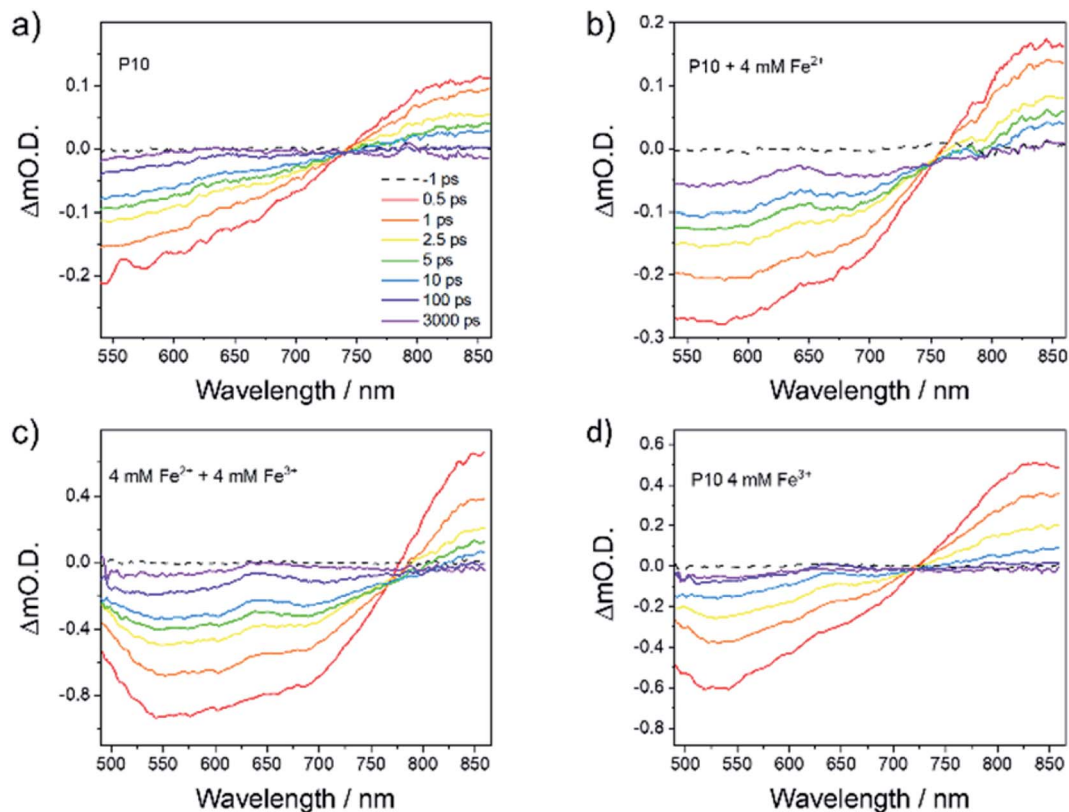 a)
P10
ΔmO.D.
0.1
0.0
-0.1
-0.2
550 600 650 700 750 800 850
Wavelength / nm
-1 ps
0.5 ps
1 ps
2.5 ps
5 ps
10 ps
100 ps
3000 ps
b)
P10 + 4 mM Fe²⁺
ΔmO.D.
0.2
0.1
0.0
-0.1
-0.2
-0.3
550 600 650 700 750 800 850
Wavelength / nm
c)
4 mM Fe²⁺ + 4 mM Fe³⁺
ΔmO.D.
0.4
0.0
-0.4
-0.8
500 550 600 650 700 750 800 850
Wavelength / nm
d)
P10 4 mM Fe³⁺
ΔmO.D.
0.6
0.4
0.2
0.0
-0.2
-0.4
-0.6
-0.8
500 550 600 650 700 750 800 850
Wavelength / nm